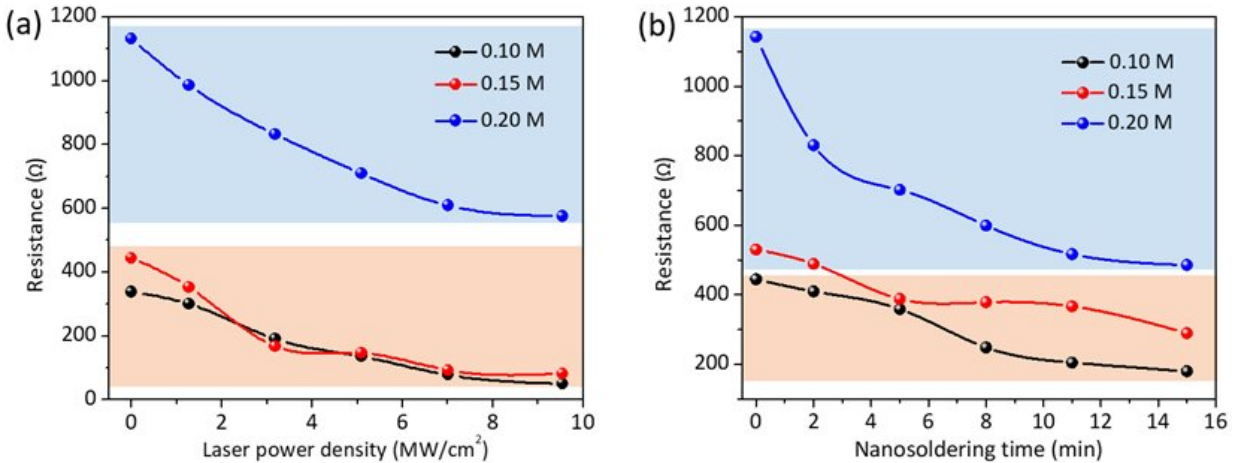 (a)
1200
1000
800
600
400
200
0
Resistance (Ω)
0.10 M
0.15 M
0.20 M
0 2 4 6 8 10
Laser power density (MW/cm²)
(b)
1200
1000
800
600
400
200
Resistance (Ω)
0.10 M
0.15 M
0.20 M
0 2 4 6 8 10 12 14 16
Nanosoldering time (min)